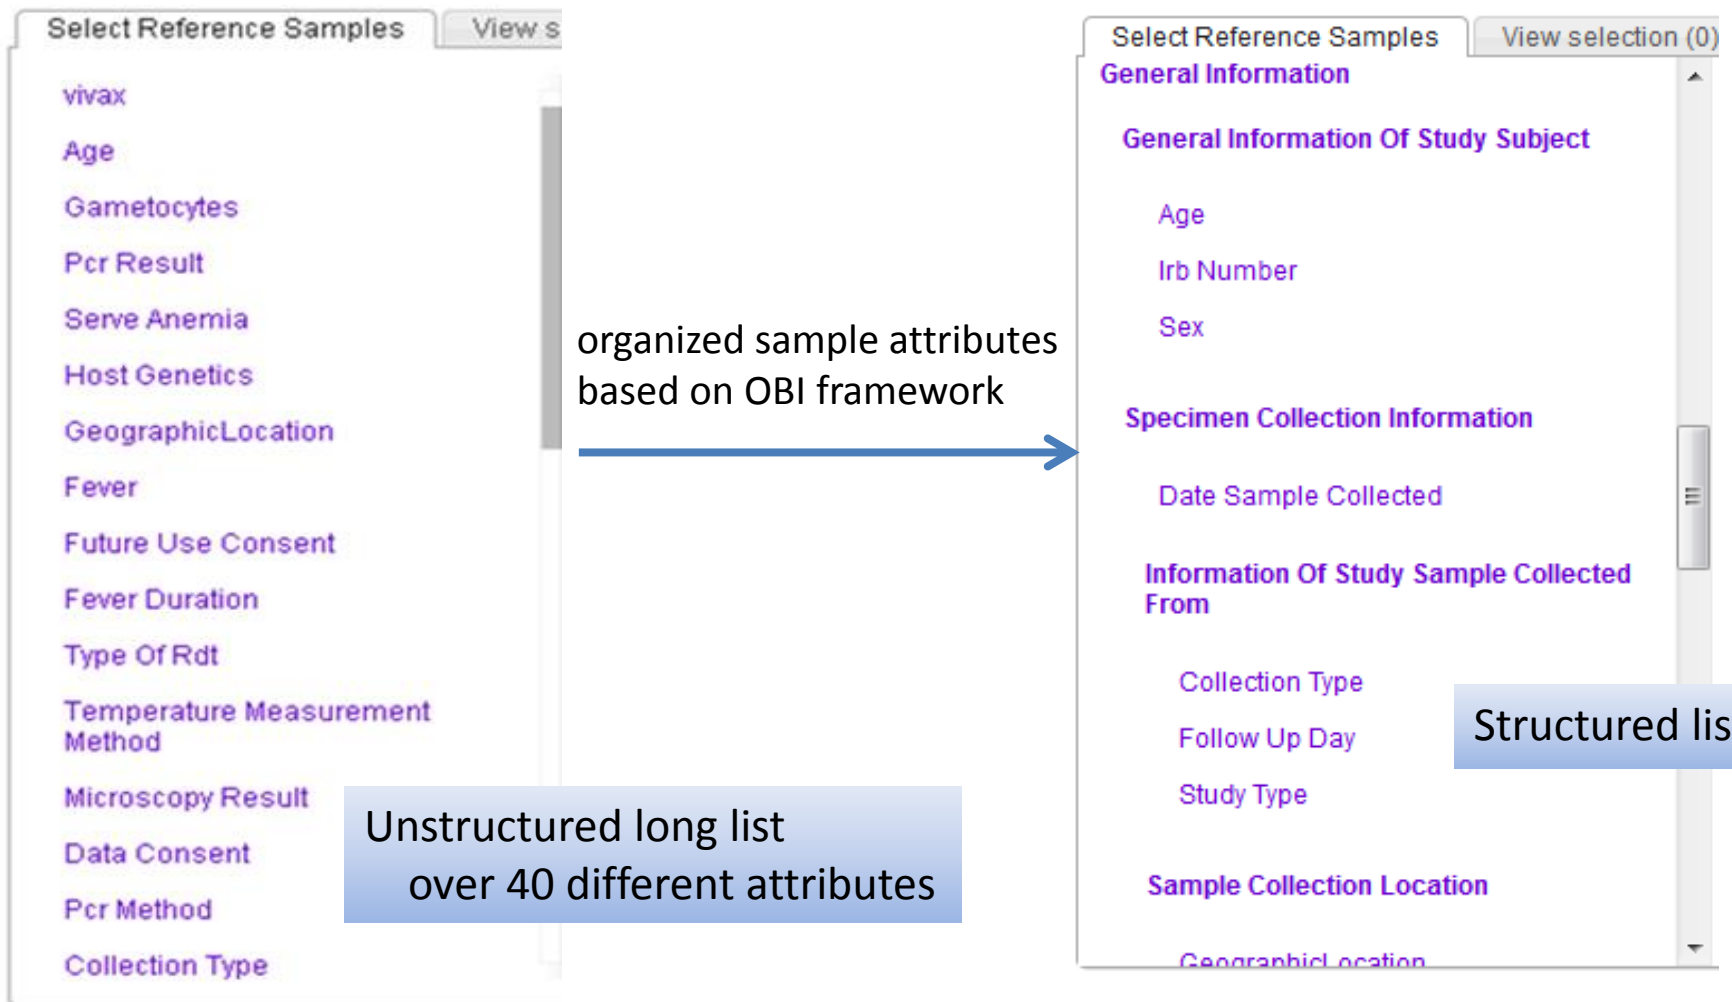 Select Reference Samples
View s
vivax
Age
Gametocytes
Pcr Result
Serve Anemia
Host Genetics
GeographicLocation
Fever
Future Use Consent
Fever Duration
Type Of Rdt
Temperature Measurement
Method
Microscopy Result
Data Consent
Pcr Method
Collection Type
Unstructured long list
over 40 different attributes
organized sample attributes
based on OBI framework
Select Reference Samples
View selection (0)
General Information
General Information Of Study Subject
Age
Irb Number
Sex
Specimen Collection Information
Date Sample Collected
Information Of Study Sample Collected
From
Collection Type
Follow Up Day
Study Type
Structured lis
Sample Collection Location
GeographicLocation